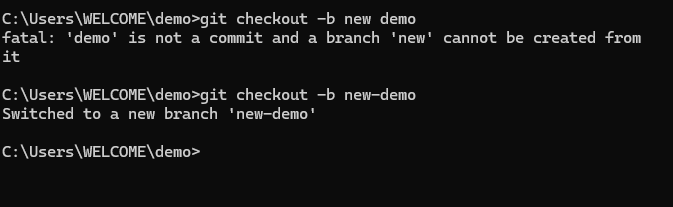 C:\Users\WELCOME\demo>git checkout -b new demo
fatal: 'demo' is not a commit and a branch 'new' cannot be created from
it
C:\Users\WELCOME\demo>git checkout -b new-demo
Switched to a new branch 'new-demo'
C:\Users\WELCOME\demo>